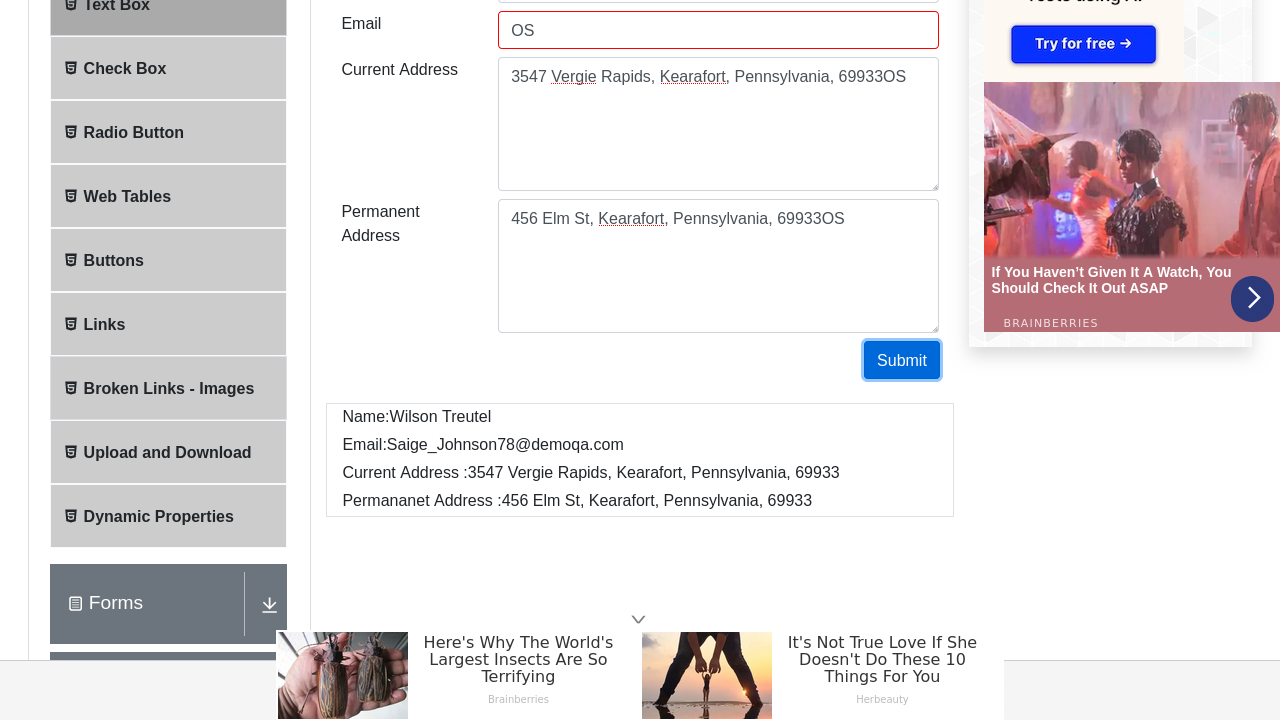 Text Box
Check Box
Radio Button
Web Tables
Buttons
Links
Broken Links - Images
Upload and Download
Dynamic Properties
Forms
Email
OS
Current Address
3547 Vergie Rapids, Kearafort, Pennsylvania, 69933OS
Permanent
Address
456 Elm St, Kearafort, Pennsylvania, 69933OS
Submit
Name:Wilson Treutel
Email:Saige_Johnson78@demoqa.com
Current Address :3547 Vergie Rapids, Kearafort, Pennsylvania, 69933
Permananet Address :456 Elm St, Kearafort, Pennsylvania, 69933
Try for free →
If You Haven’t Given It A Watch, You
Should Check It Out ASAP
BRAINBERRIES
Here's Why The World's
Largest Insects Are So
Terrifying
Brainberries
It's Not True Love If She
Doesn't Do These 10
Things For You
Herbeauty